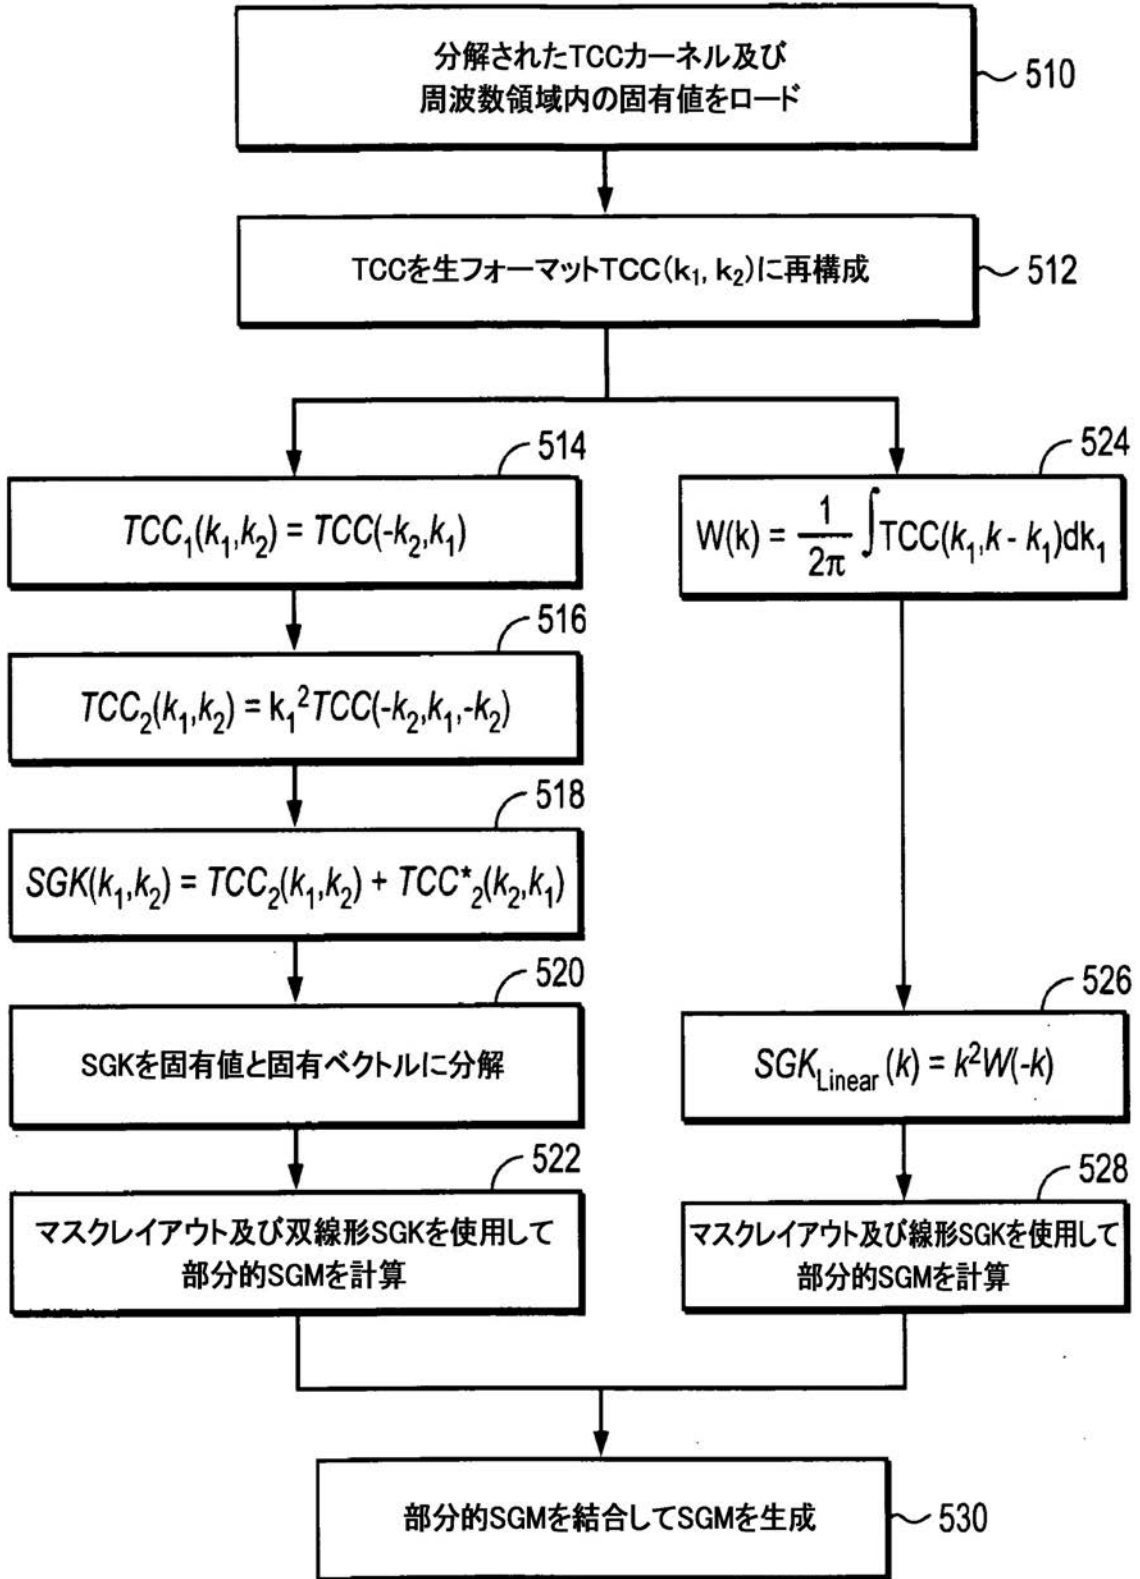 分解されたTCCカーネル及び
周波数領域内の固有値をロード
510
TCCを生フォーマットTCC(k₁, k₂)に再構成
512
514
TCC₁(k₁,k₂) = TCC(-k₂,k₁)
516
TCC₂(k₁,k₂) = k₁²TCC(-k₂,k₁,-k₂)
518
SGK(k₁,k₂) = TCC₂(k₁,k₂) + TCC*₂(k₂,k₁)
520
SGKを固有値と固有ベクトルに分解
522
マスクレイアウト及び双線形SGKを使用して
部分的SGMを計算
524
W(k) = 1/2π ∫TCC(k₁,k - k₁)dk₁
526
SGK_Linear (k) = k²W(-k)
528
マスクレイアウト及び線形SGKを使用して
部分的SGMを計算
部分的SGMを結合してSGMを生成
530